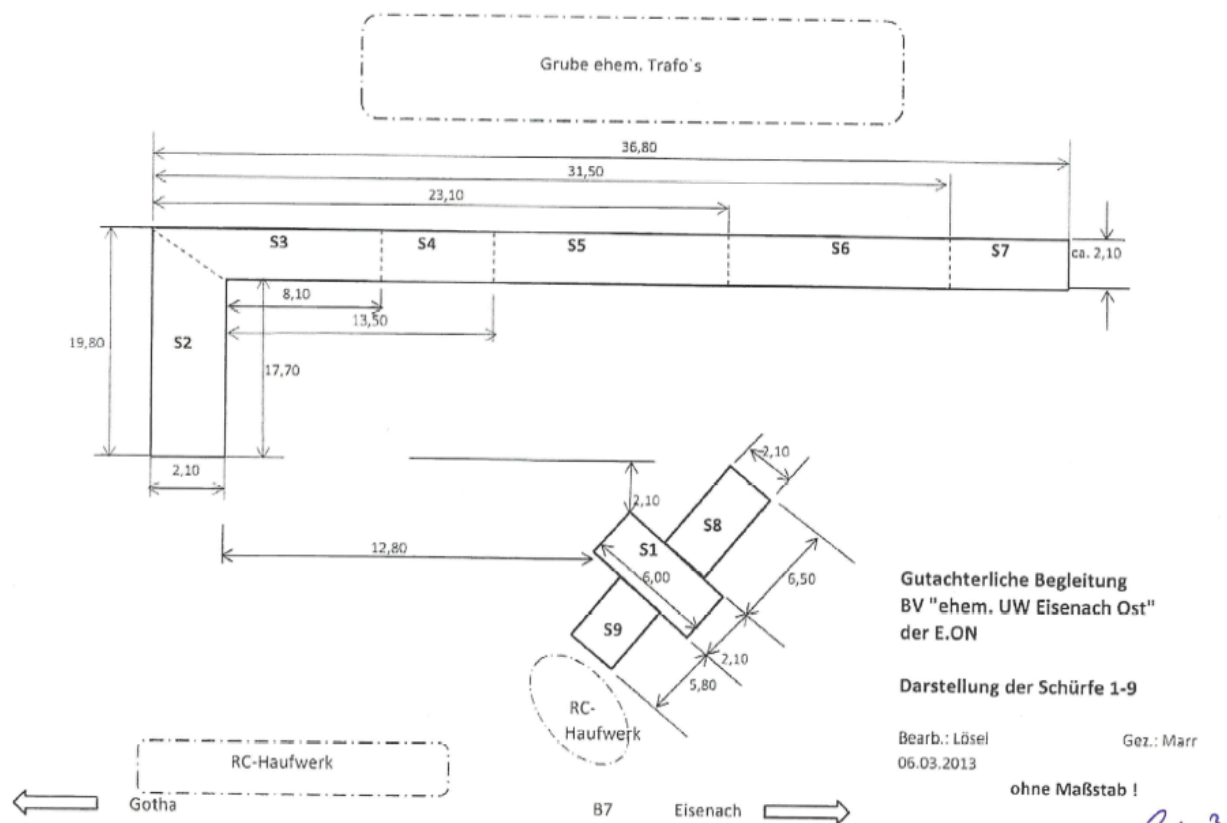 Grube ehem. Trafo`s
36,80
31,50
23,10
S3
S4
S5
S6
S7
ca. 2,10
8,10
13,50
19,80
S2
17,70
2,10
2,10
2,10
S8
S1
12,80
6,00
6,50
S9
2,10
5,80
Gutachterliche Begleitung
BV "ehem. UW Eisenach Ost"
der E.ON
Darstellung der Schürfe 1-9
RC-
Haufwerk
Bearb.: Lösel
Gez.: Marr
06.03.2013
RC-Haufwerk
ohne Maßstab !
Gotha
B7
Eisenach